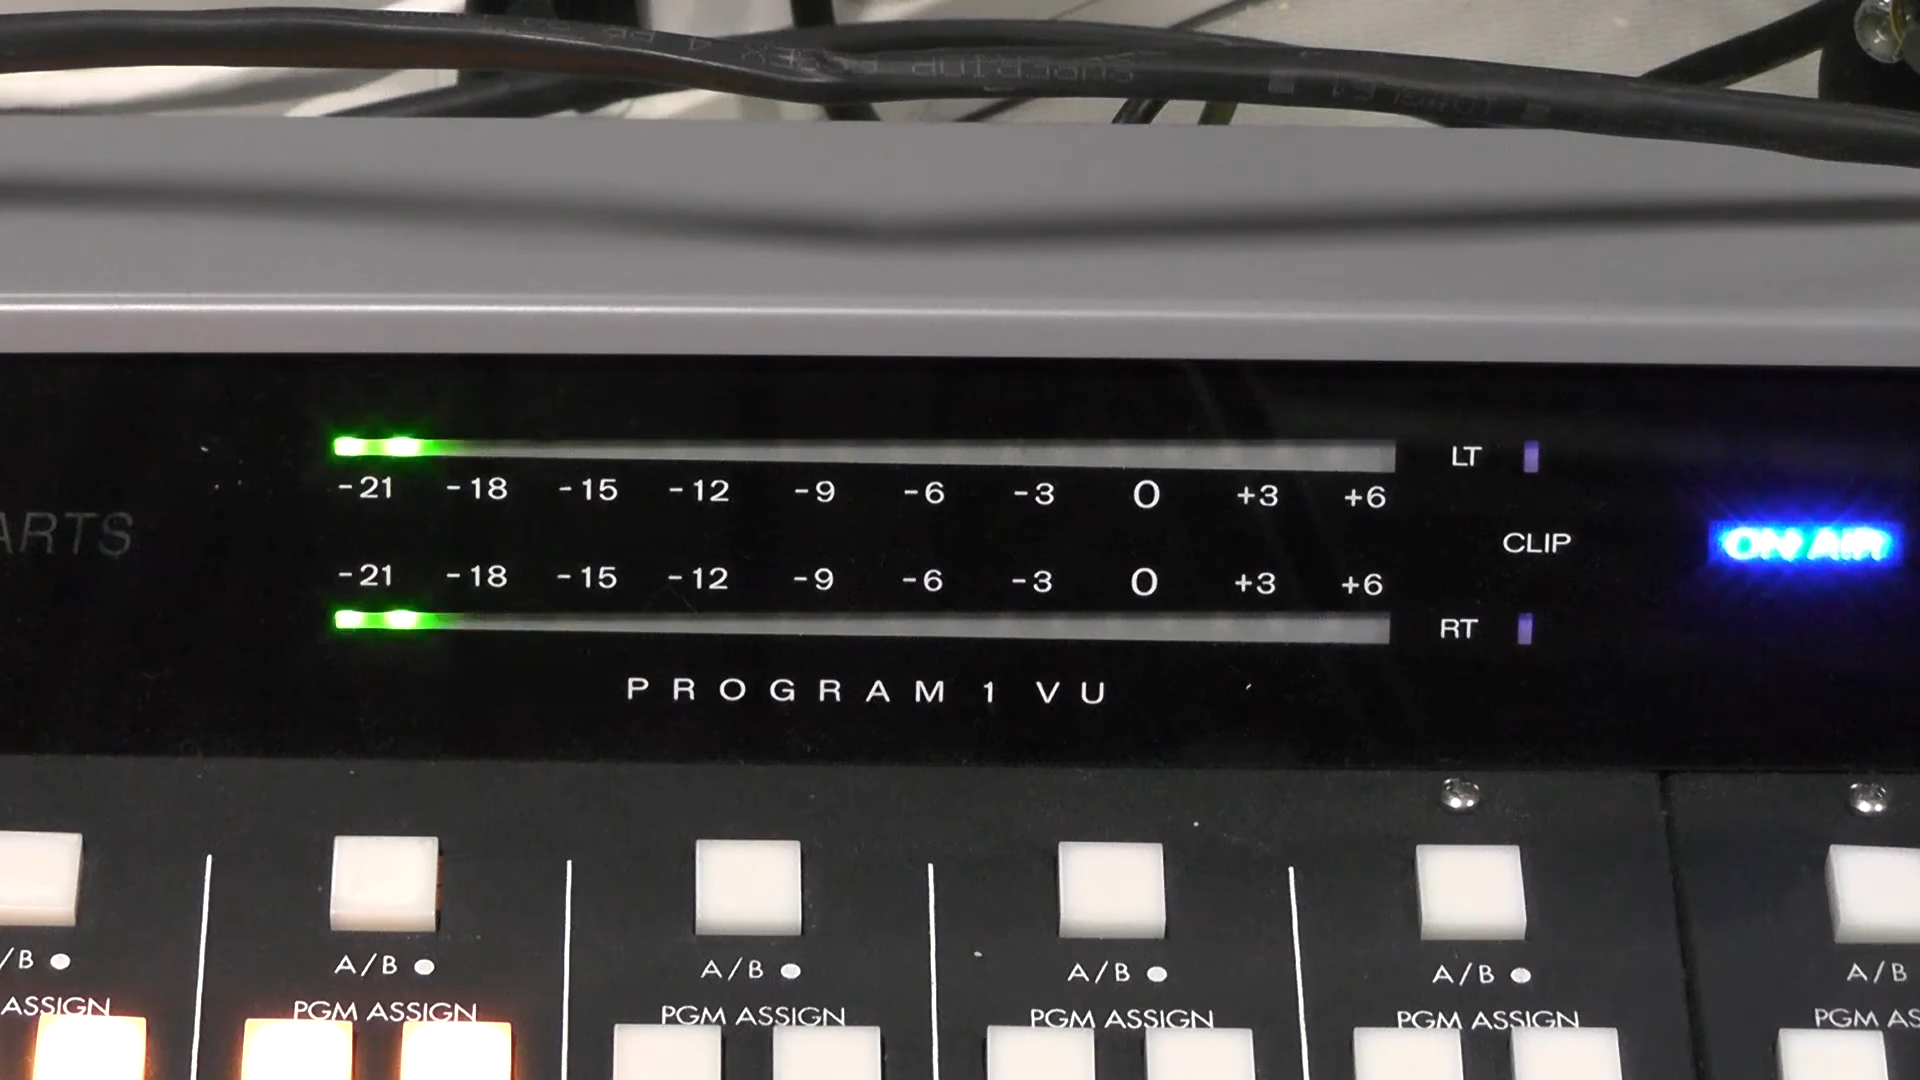 SUPERIOR
-21 -18 -15 -12 -9 -6 -3 0 +3 +6
LT
ARTS
CLIP
ON AIR
-21 -18 -15 -12 -9 -6 -3 0 +3 +6
RT
PROGRAM 1 VU
/B A/B A/B A/B A/B A/B
ASSIGN PGM ASSIGN PGM ASSIGN PGM ASSIGN PGM ASSIGN PGM AS